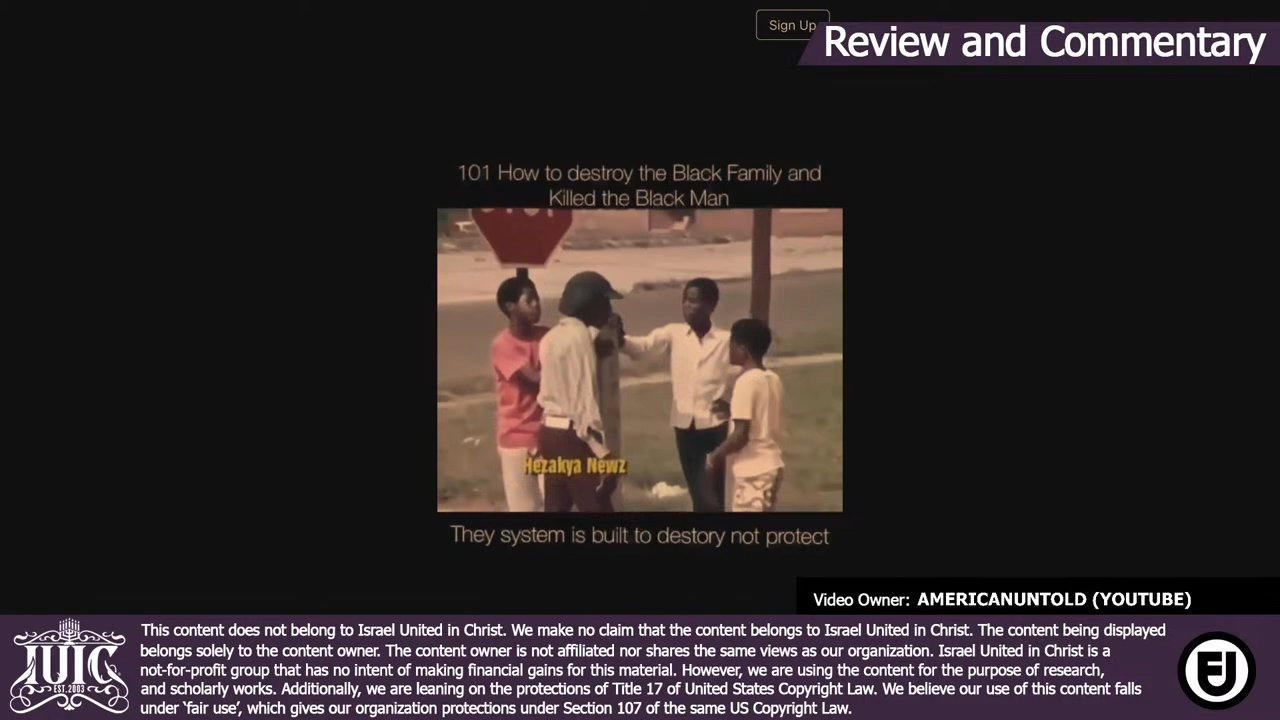 Sign Up
Review and Commentary
101 How to destroy the Black Family and
Killed the Black Man
Hezakya Newz
They system is built to destory not protect
Video Owner: AMERICANUNTOLD (YOUTUBE)
This content does not belong to Israel United in Christ. We make no claim that the content belongs to Israel United in Christ. The content being displayed
belongs solely to the content owner. The content owner is not affiliated nor shares the same views as our organization. Israel United in Christ is a
not-for-profit group that has no intent of making financial gains for this material. However, we are using the content for the purpose of research,
and scholarly works. Additionally, we are leaning on the protections of Title 17 of United States Copyright Law. We believe our use of this content falls
under ‘fair use’, which gives our organization protections under Section 107 of the same US Copyright Law.
IUIC
EST. 2003